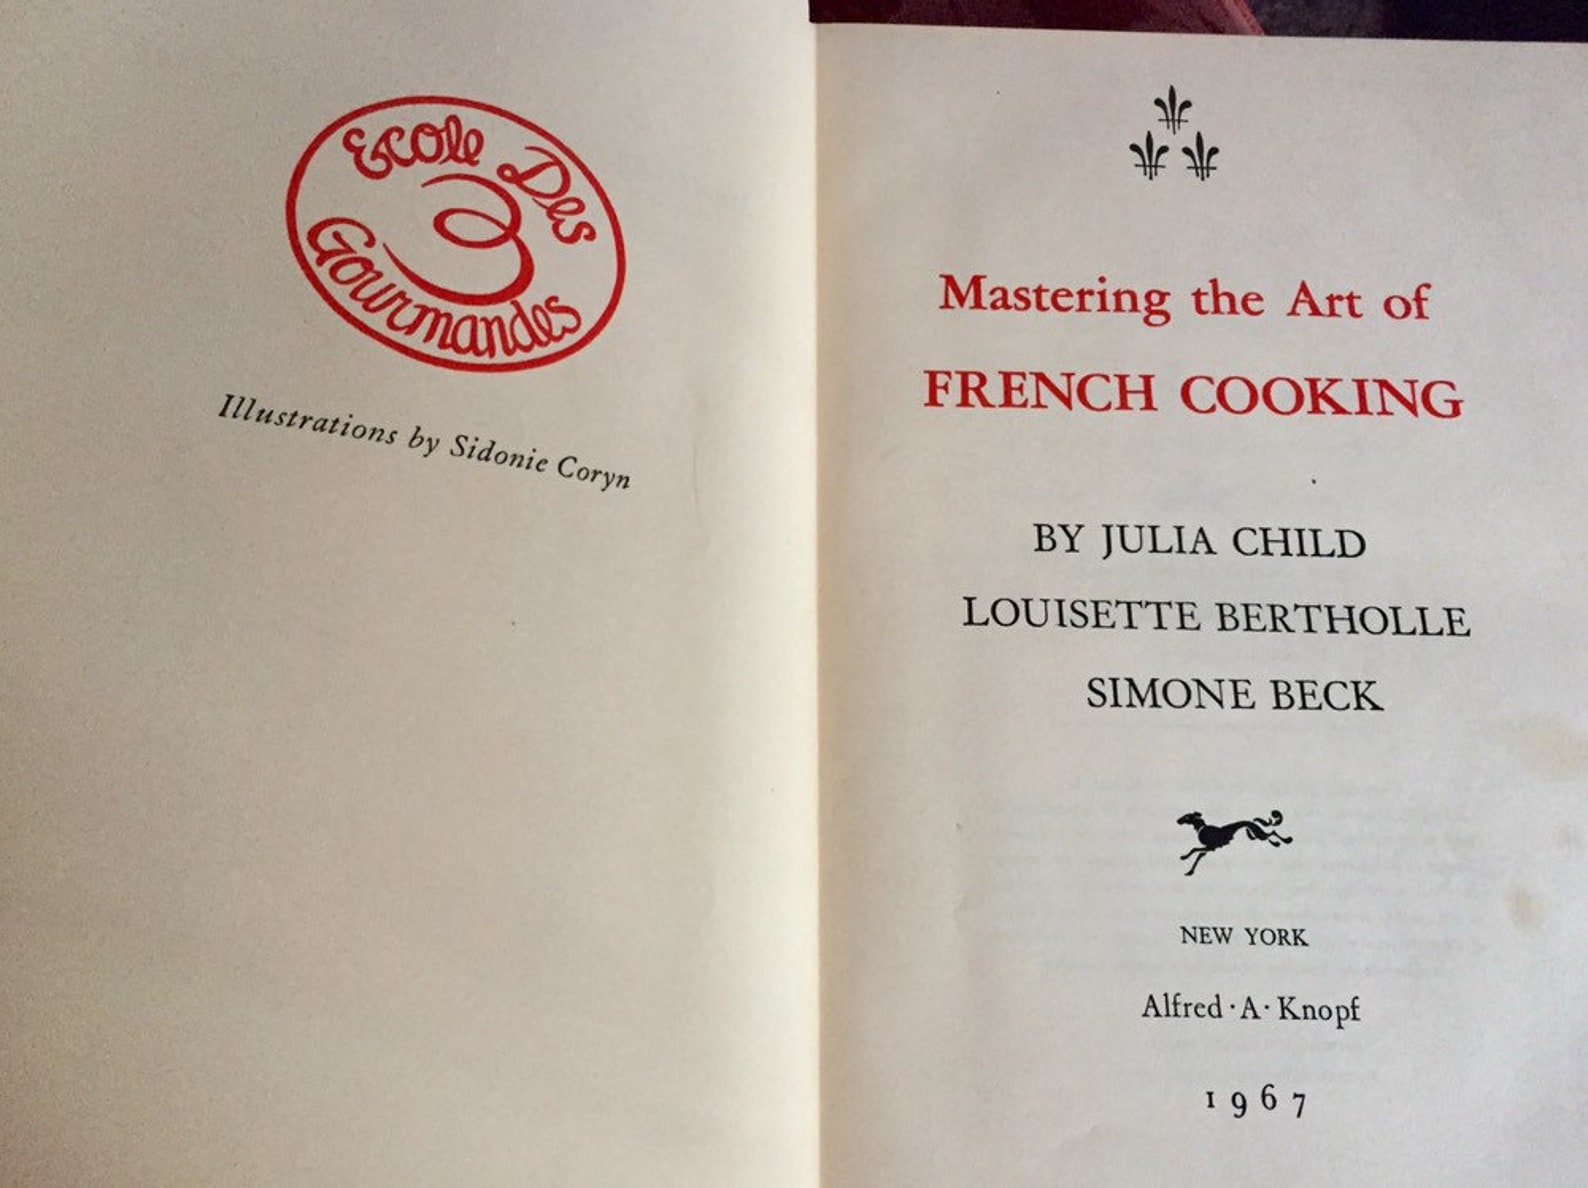 Ecole Des
3
Gourmandes
Illustrations by Sidonie Coryn
Mastering the Art of
FRENCH COOKING
BY JULIA CHILD
LOUISETTE BERTHOLLE
SIMONE BECK
NEW YORK
Alfred · A · Knopf
1967